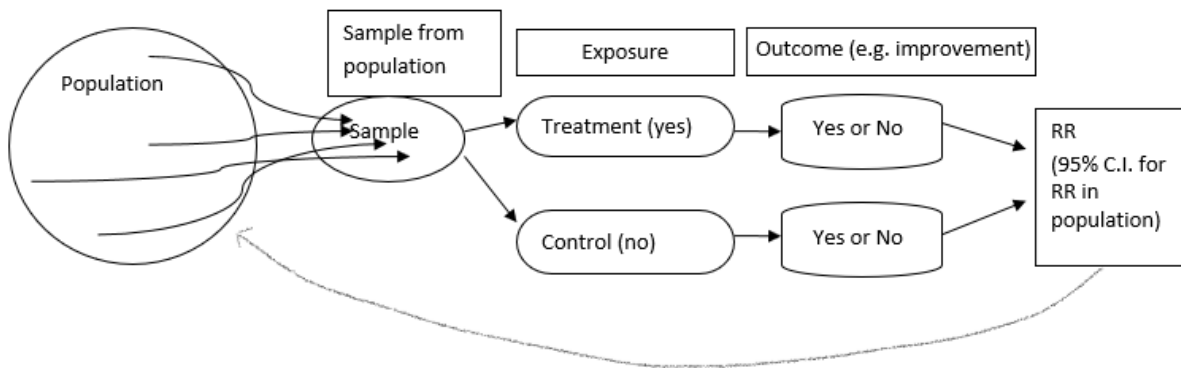 Sample from
population
Exposure
Outcome (e.g. improvement)
Population
Sample
Treatment (yes)
Yes or No
Control (no)
Yes or No
RR
(95% C.I. for
RR in
population)